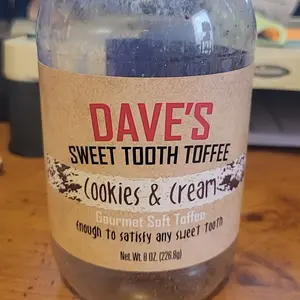 DAVE'S
SWEET TOOTH TOFFEE
Cookies & Cream
Gourmet Soft Toffee
Enough to satisfy any sweet tooth
Net. Wt. 8 OZ. (226.8g)